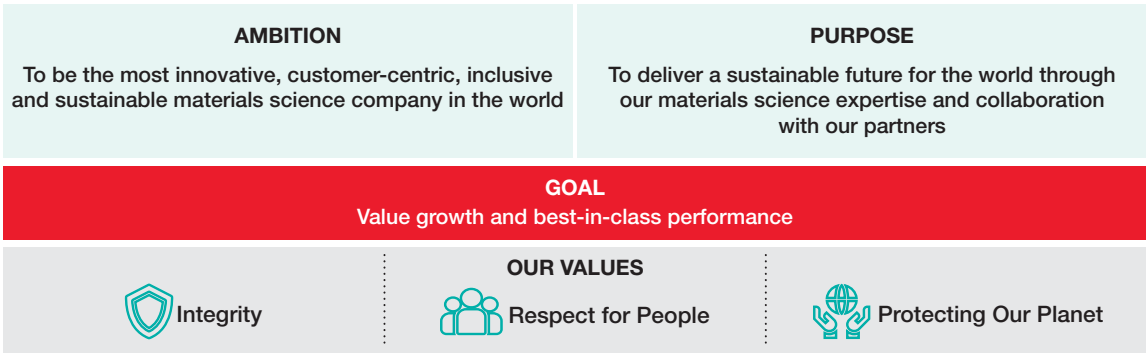 AMBITION
To be the most innovative, customer-centric, inclusive
and sustainable materials science company in the world
PURPOSE
To deliver a sustainable future for the world through
our materials science expertise and collaboration
with our partners
GOAL
Value growth and best-in-class performance
OUR VALUES
Integrity
Respect for People
Protecting Our Planet